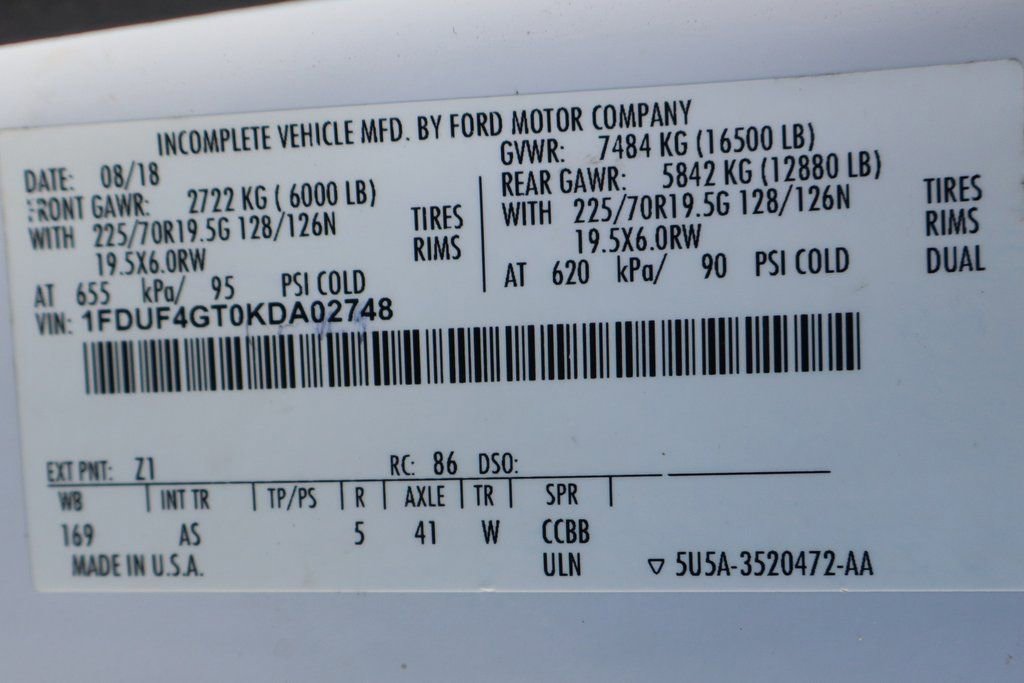 INCOMPLETE VEHICLE MFD. BY FORD MOTOR COMPANY
DATE: 08/18
FRONT GAWR: 2722 KG ( 6000 LB)
WITH 225/70R19.5G 128/126N TIRES
19.5X6.0RW RIMS
AT 655 kPa/ 95 PSI COLD
GVWR: 7484 KG (16500 LB)
REAR GAWR: 5842 KG (12880 LB)
WITH 225/70R19.5G 128/126N TIRES
19.5X6.0RW RIMS
AT 620 kPa/ 90 PSI COLD DUAL
VIN: 1FDUF4GT0KDA02748
EXT PNT: Z1 RC: 86 DSO:
WB INT TR TP/PS R AXLE TR SPR
169 AS 5 41 W CCBB
MADE IN U.S.A. ULN ▽ 5U5A-3520472-AA